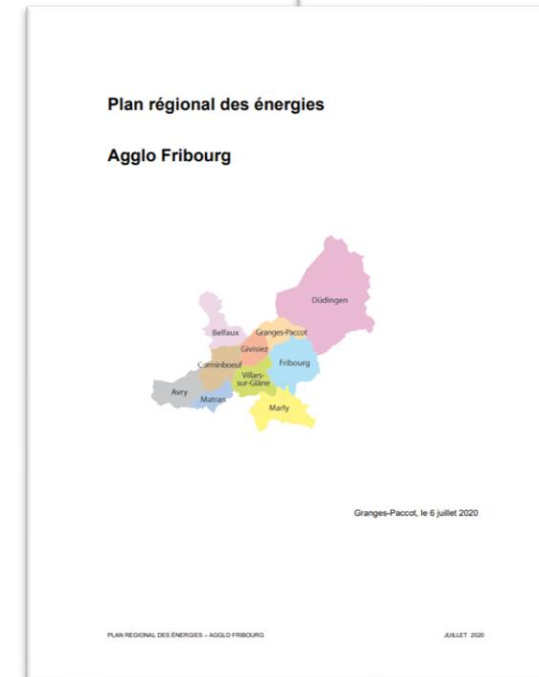 Plan régional des énergies
Agglo Fribourg
Düdingen
Belfaux
Granges-Paccot
Givisiez
Corminboeuf
Fribourg
Villars-
sur-Glâne
Avry
Matran
Marly
Granges-Paccot, le 6 juillet 2020
PLAN REGIONAL DES ÉNERGIES – AGGLO FRIBOURG
JUILLET 2020